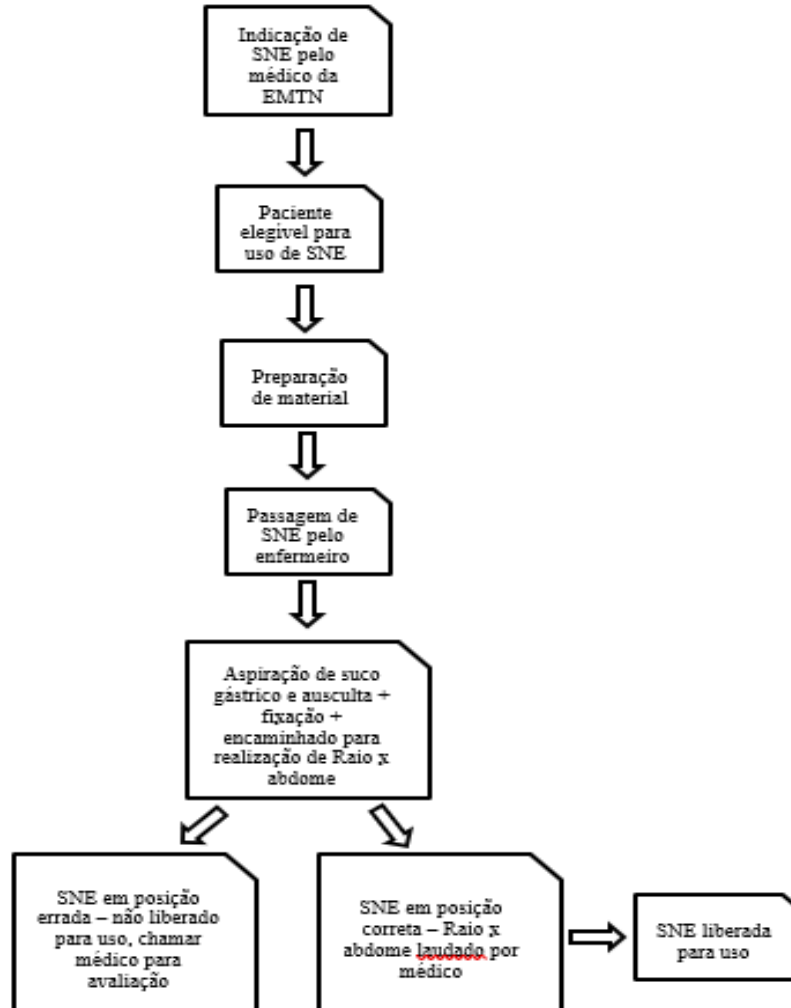 Indicação de
SNE pelo
médico da
EMTN
Paciente
elegivel para
uso de SNE
Preparação
de material
Passagem de
SNE pelo
enfermeiro
Aspiração de suco
gástrico e ausculta +
fixação +
encaminhado para
realização de Raio x
abdome
SNE em posição
errada – não liberado
para uso, chamar
médico para
avaliação
SNE em posição
correta – Raio x
abdome laudado por
médico
SNE liberada
para uso